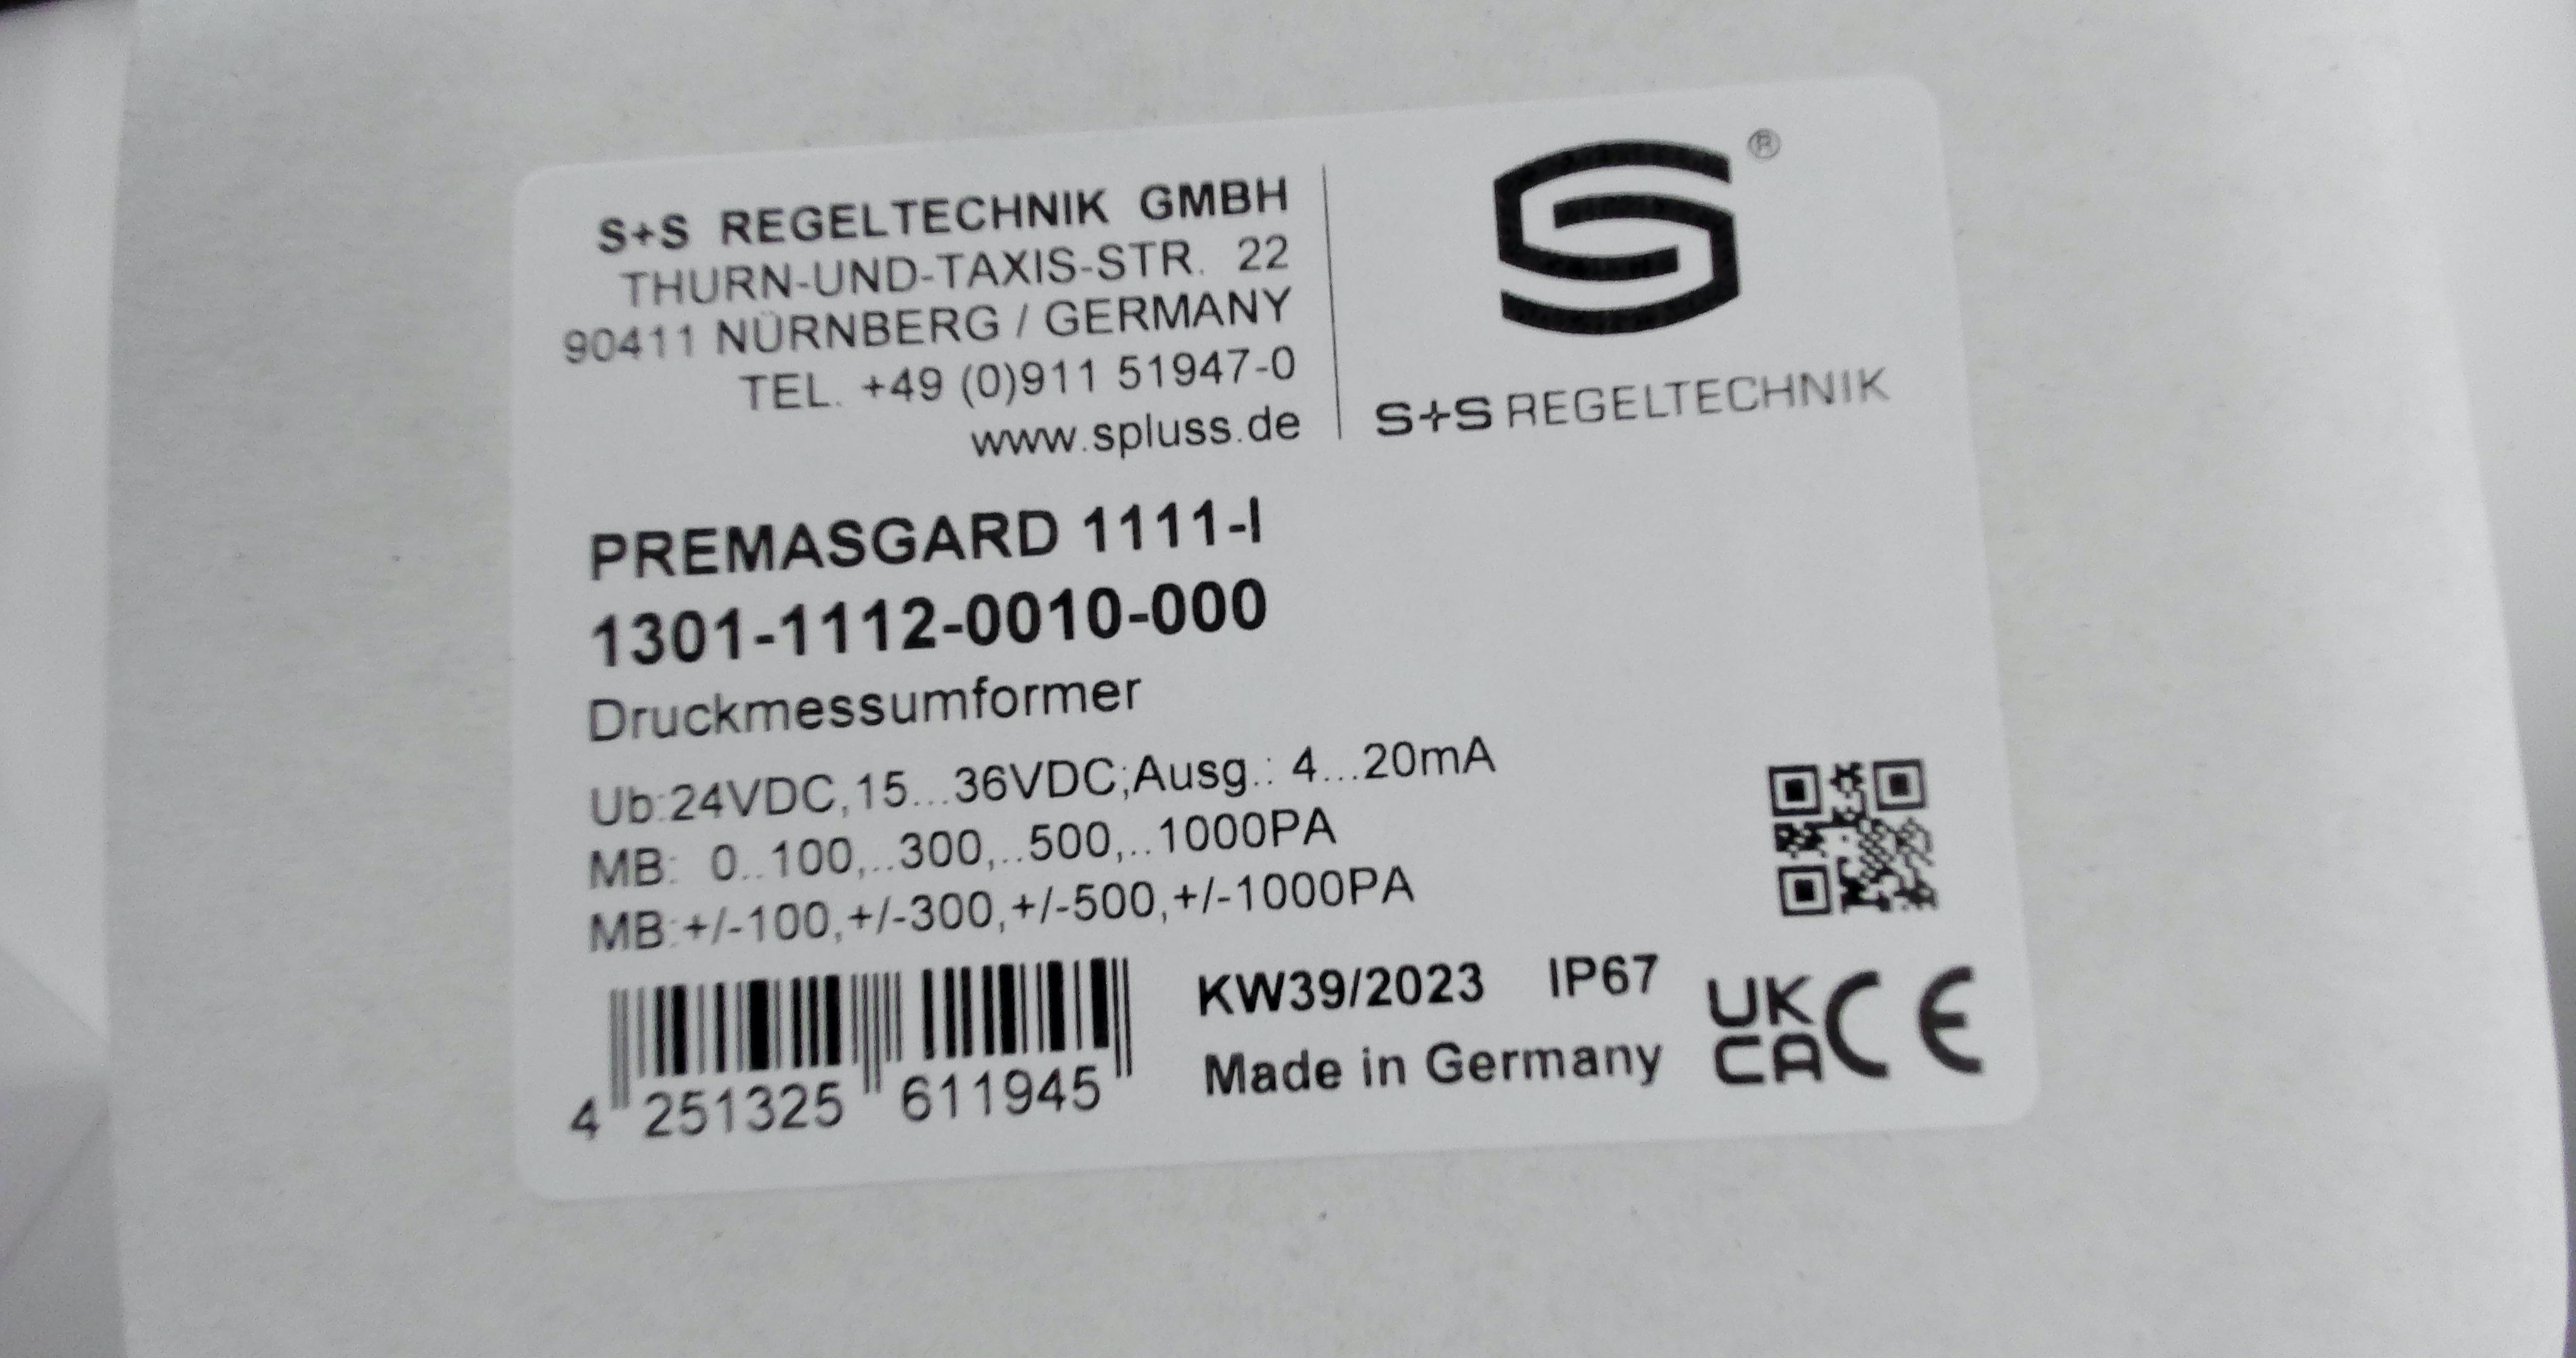 S+S REGELTECHNIK GMBH
THURN-UND-TAXIS-STR. 22
90411 NÜRNBERG / GERMANY
TEL. +49 (0)911 51947-0
www.spluss.de
®
S+S REGELTECHNIK
PREMASGARD 1111-I
1301-1112-0010-000
Druckmessumformer
Ub:24VDC,15...36VDC;Ausg.: 4...20mA
MB: 0..100,..300,..500,..1000PA
MB:+/-100,+/-300,+/-500,+/-1000PA
4 251325 611945
KW39/2023 IP67
Made in Germany
UK
CA
CE